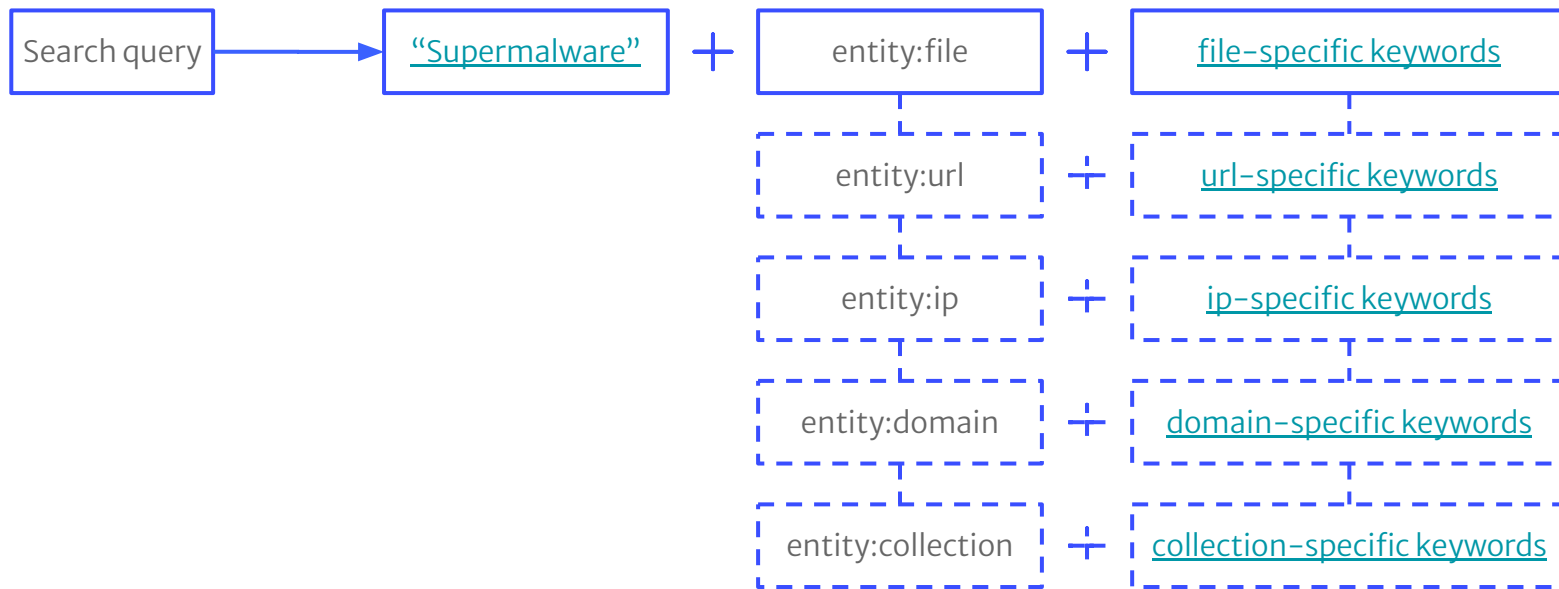 Search query
“Supermalware”
entity:file
file-specific keywords
entity:url
url-specific keywords
entity:ip
ip-specific keywords
entity:domain
domain-specific keywords
entity:collection
collection-specific keywords